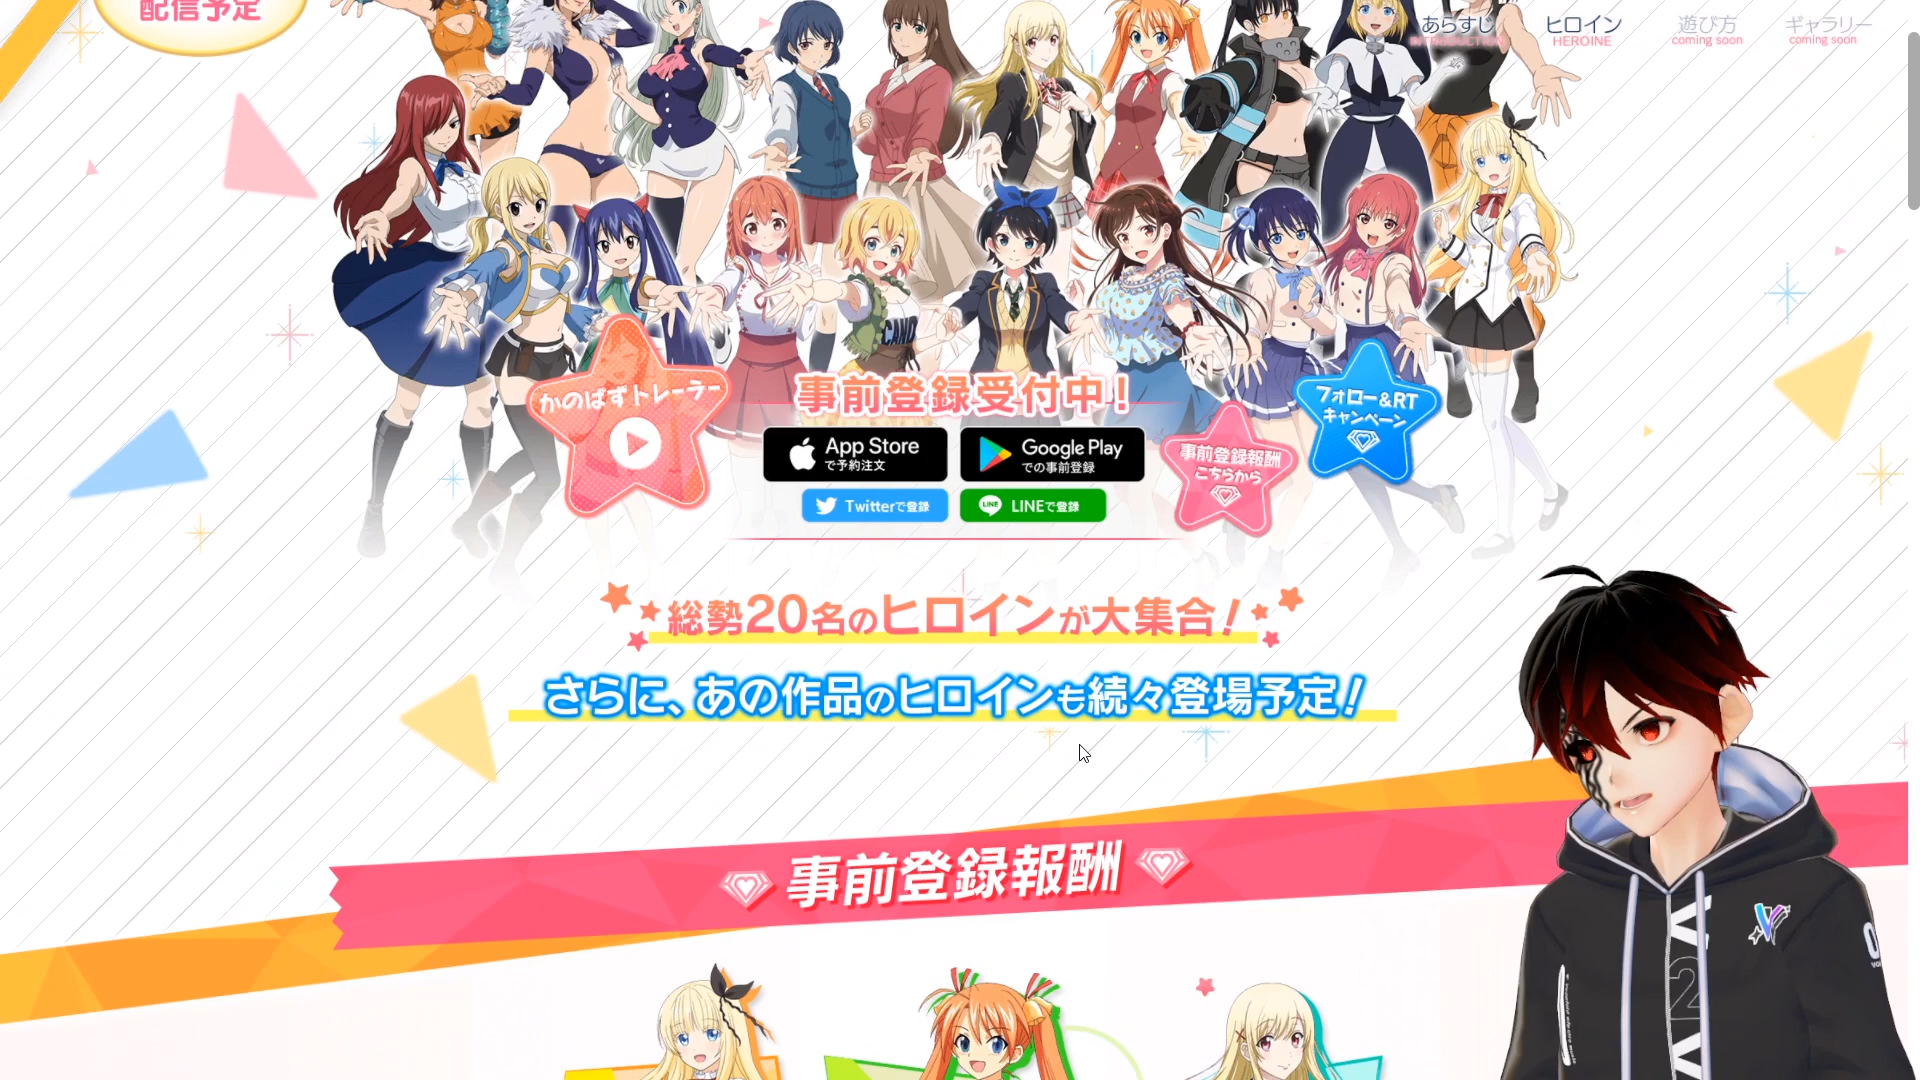 配信予定
あらすじ
INTRODUCTION
ヒロイン
HEROINE
遊び方
coming soon
ギャラリー
coming soon
CAND
かのぱずトレーラー
事前登録受付中!
App Store
で予約注文
Google Play
での事前登録
Twitterで登録
LINE
LINEで登録
事前登録報酬
こちらから
フォロー&RT
キャンペーン
総勢20名のヒロインが大集合!
さらに、あの作品のヒロインも続々登場予定!
事前登録報酬
V
V2V